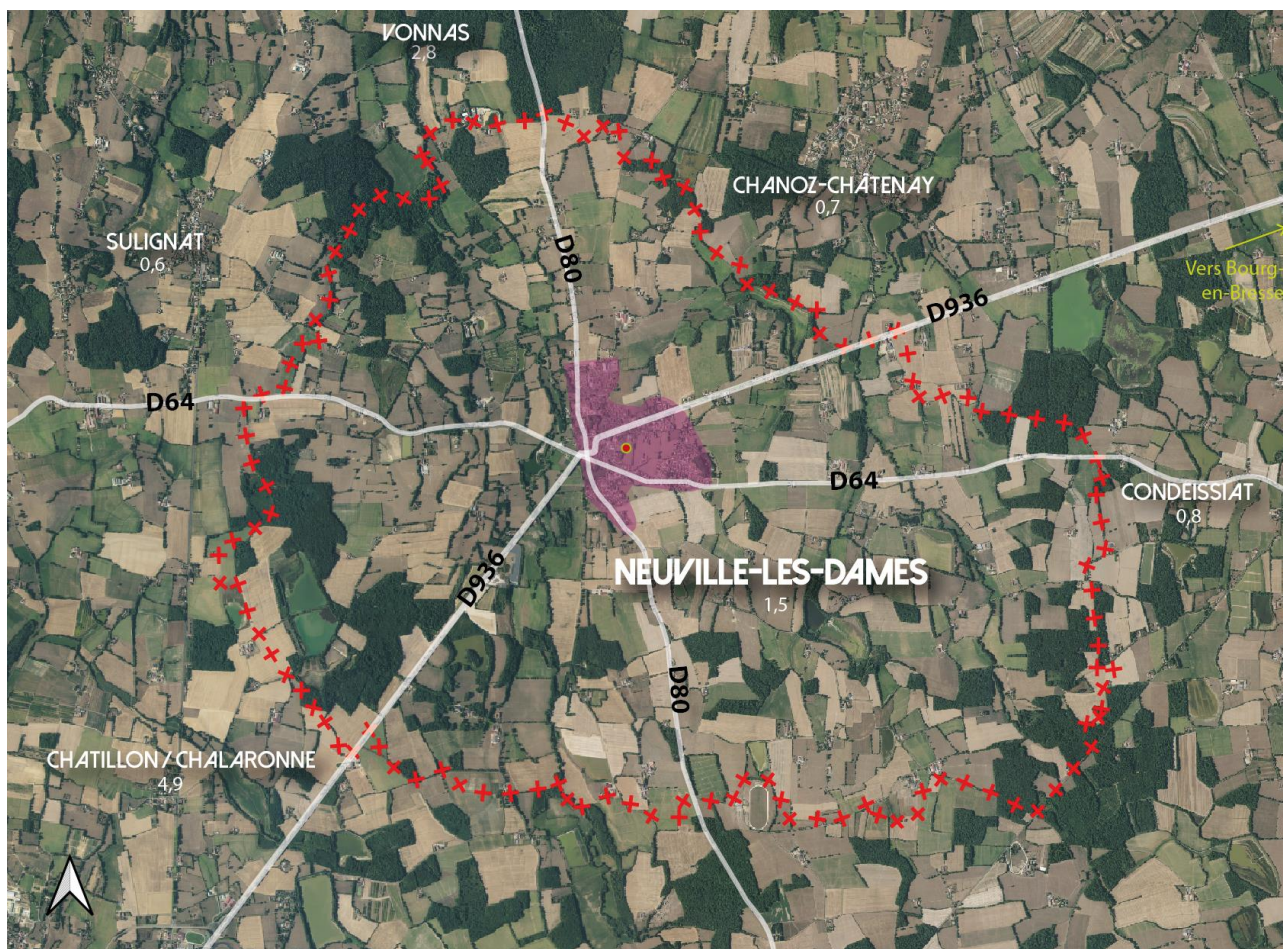 VONNAS
2,8
CHANOZ-CHÂTENAY
0,7
SULIGNAT
0,6
D80
Vers Bourg-
en-Bresse
D936
D64
D64
CONDEISSIAT
0,8
D936
NEUVILLE-LES-DAMES
1,5
D80
CHATILLON / CHALARONNE
4,9